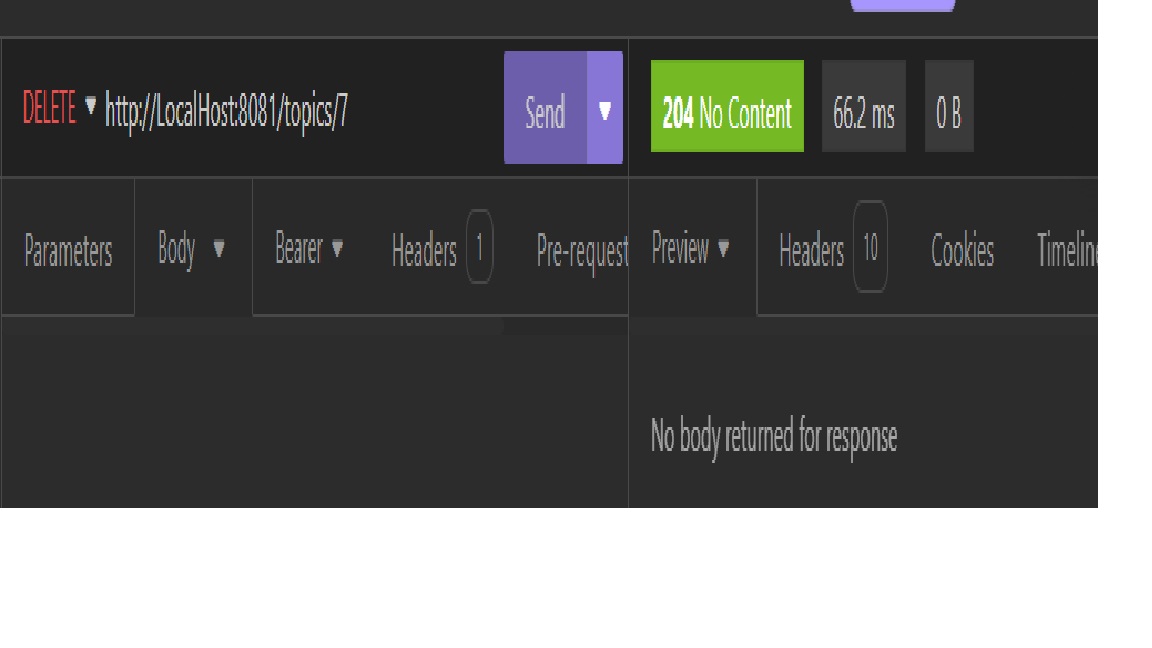 DELETE ▼ http://LocalHost:8081/topics/7
Send ▼
204 No Content 66.2 ms 0 B
Parameters Body ▼ Bearer ▼ Headers 1 Pre-request
Preview ▼ Headers 10 Cookies Timeline
No body returned for response